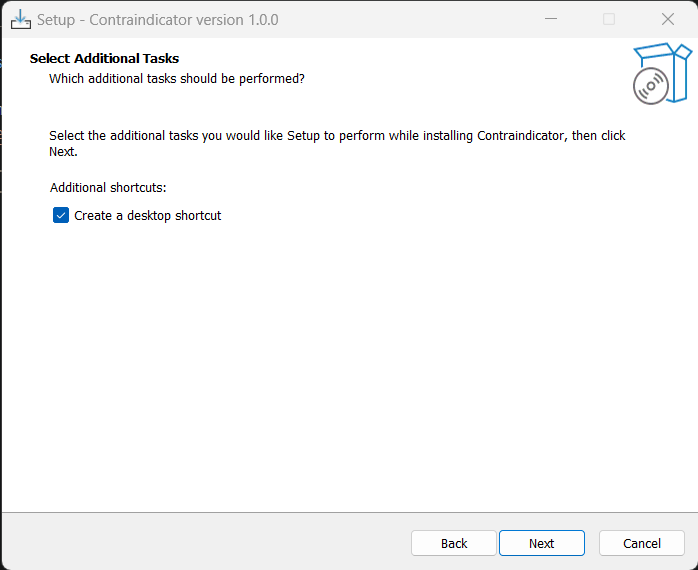 Setup - Contraindicator version 1.0.0
Select Additional Tasks
Which additional tasks should be performed?
Select the additional tasks you would like Setup to perform while installing Contraindicator, then click
Next.
Additional shortcuts:
Create a desktop shortcut
Back
Next
Cancel